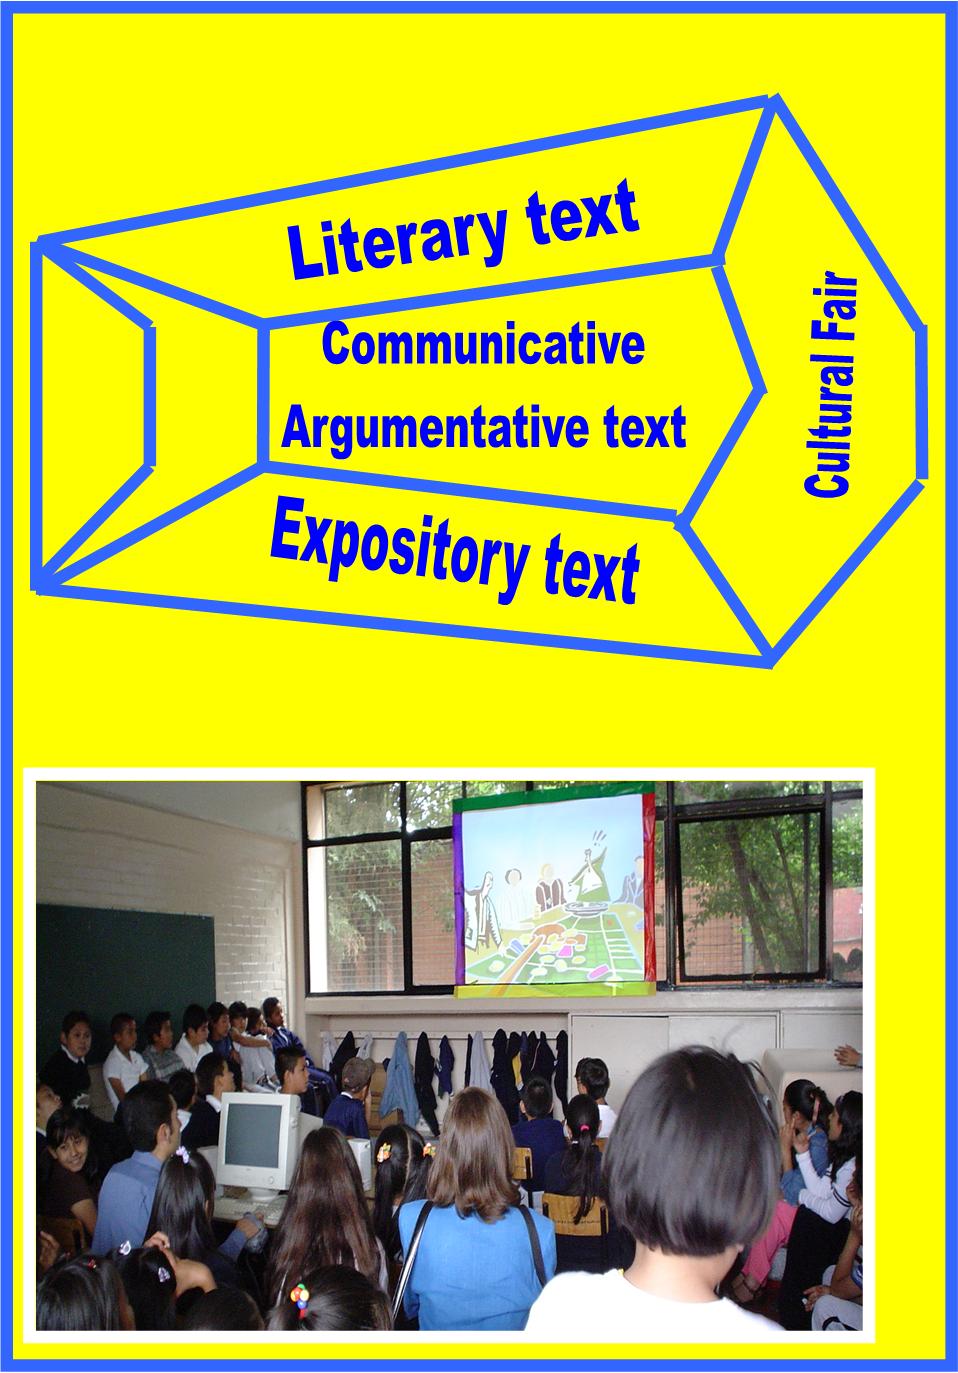 Literary text
Communicative
Argumentative text
Expository text
Cultural Fair